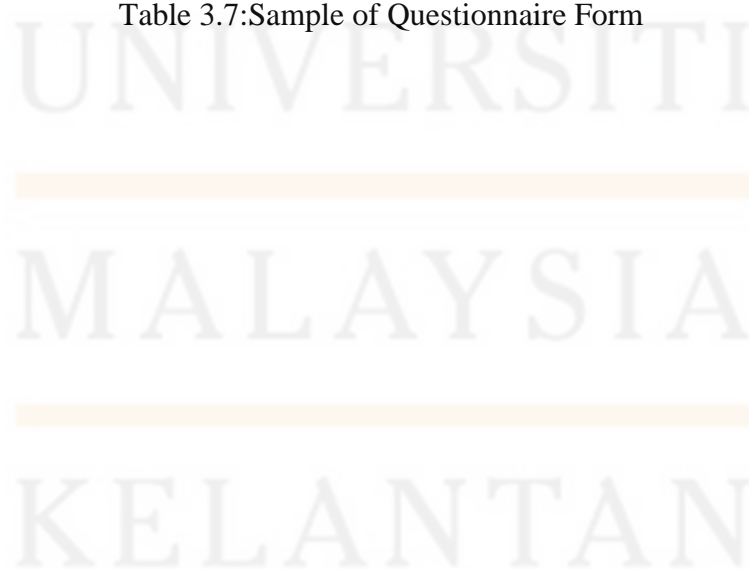 Table 3.7:Sample of Questionnaire Form
UNIVERSITI
MALAYSIA
KELANTAN